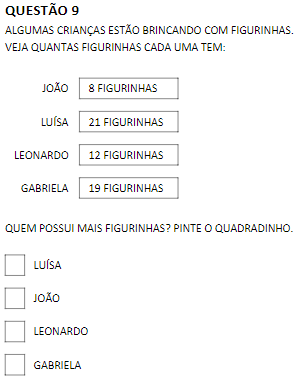 QUESTÃO 9
ALGUMAS CRIANÇAS ESTÃO BRINCANDO COM FIGURINHAS.
VEJA QUANTAS FIGURINHAS CADA UMA TEM:
JOÃO 8 FIGURINHAS
LUÍSA 21 FIGURINHAS
LEONARDO 12 FIGURINHAS
GABRIELA 19 FIGURINHAS
QUEM POSSUI MAIS FIGURINHAS? PINTE O QUADRADINHO.
LUÍSA
JOÃO
LEONARDO
GABRIELA